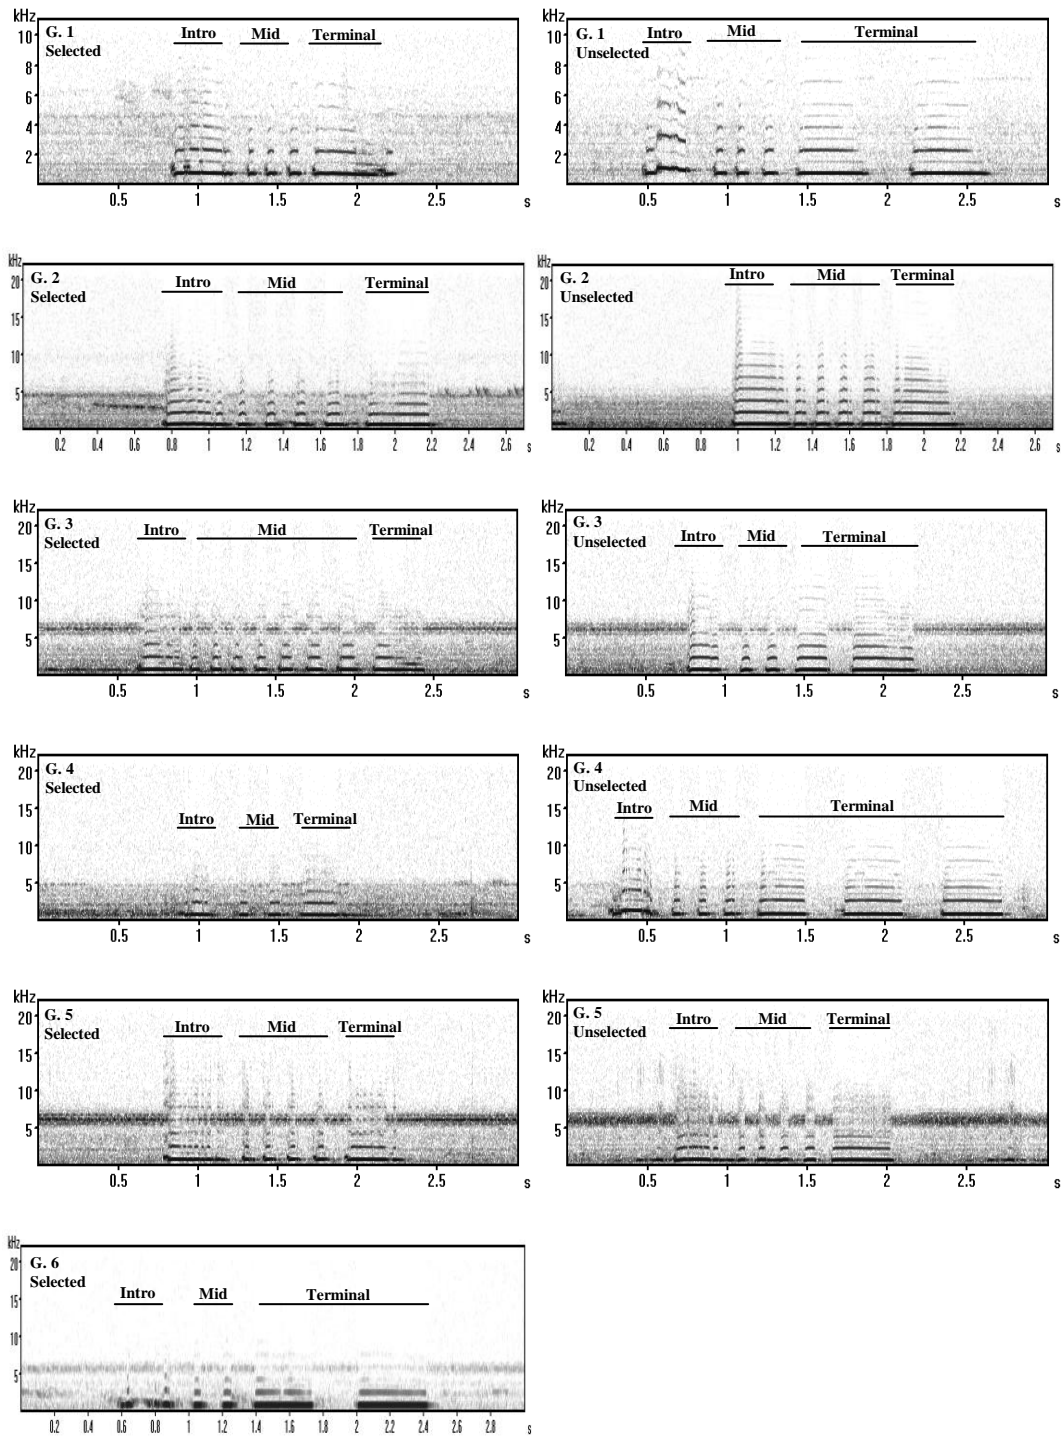 kHz
G. 1
Selected
Intro Mid Terminal
10
8
6
4
2
0.5 1 1.5 2 2.5 s
kHz
G. 1
Unselected
Intro Mid Terminal
10
8
6
4
2
0.5 1 1.5 2 2.5 s
kHz
G. 2
Selected
Intro Mid Terminal
20
15
10
5
0.2 0.4 0.6 0.8 1 1.2 1.4 1.6 1.8 2 2.2 2.4 2.6 s
kHz
G. 2
Unselected
Intro Mid Terminal
20
15
10
5
0.2 0.4 0.6 0.8 1 1.2 1.4 1.6 1.8 2 2.2 2.4 2.6 s
kHz
G. 3
Selected
Intro Mid Terminal
20
15
10
5
0.5 1 1.5 2 2.5 s
kHz
G. 3
Unselected
Intro Mid Terminal
20
15
10
5
0.5 1 1.5 2 2.5 s
kHz
G. 4
Selected
Intro Mid Terminal
20
15
10
5
0.5 1 1.5 2 2.5 s
kHz
G. 4
Unselected
Intro Mid Terminal
20
15
10
5
0.5 1 1.5 2 2.5 s
kHz
G. 5
Selected
Intro Mid Terminal
20
15
10
5
0.5 1 1.5 2 2.5 s
kHz
G. 5
Unselected
Intro Mid Terminal
20
15
10
5
0.5 1 1.5 2 2.5 s
kHz
G. 6
Selected
Intro Mid Terminal
20
15
10
5
0.2 0.4 0.6 0.8 1 1.2 1.4 1.6 1.8 2 2.2 2.4 2.6 2.8 s